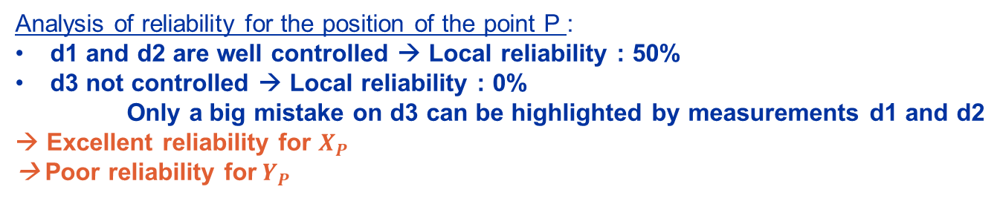 Analysis of reliability for the position of the point P :
• d1 and d2 are well controlled → Local reliability : 50%
• d3 not controlled → Local reliability : 0%
Only a big mistake on d3 can be highlighted by measurements d1 and d2
→ Excellent reliability for X_P
→ Poor reliability for Y_P